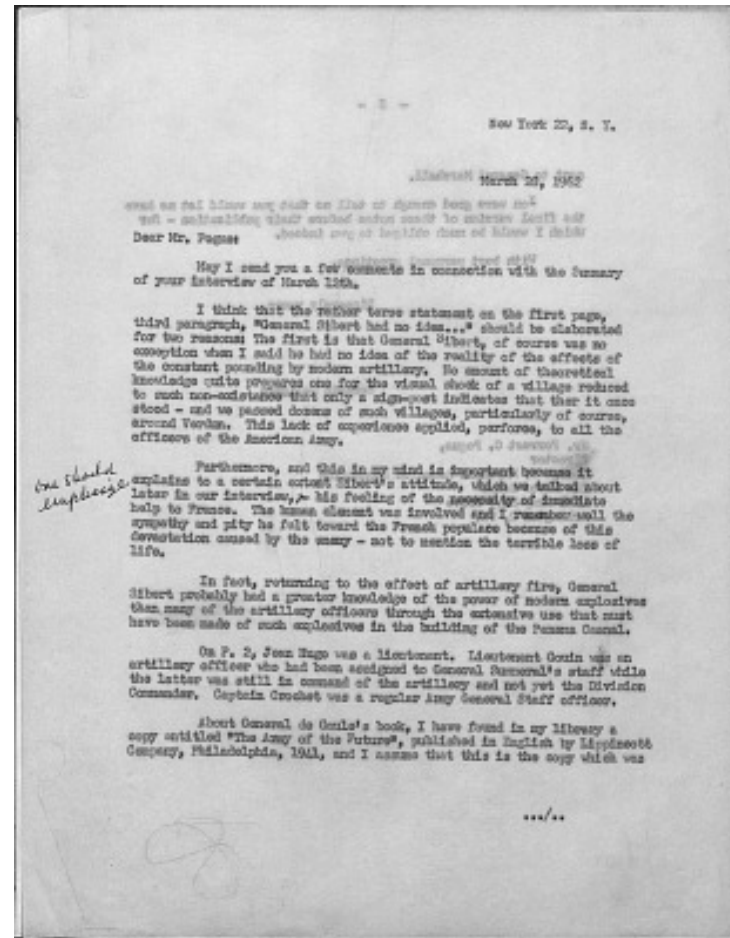 New York 22, N. Y.
March 1962
Dear Mr. Pogue:
May I send you a few comments in connection with the Summary
of your interview of March
I think that the rather terse statement on the first page,
third paragraph, "General Sibert had no idea..." should be elaborated
for two reasons: The first is that General Sibert, of course was no
exception when I said he had no idea of the reality of the effects of
the constant pounding by modern artillery. No amount of theoretical
knowledge quite prepares one for the visual shock of a village reduced
to such non-existence that only a sign-post indicates that ther it once
stood - and we passed dozens of such villages, particularly of course,
around Verdun. This lack of experience applied, perforce, to all the
officers of the American Army.
Mr. Forrest C. Pogue,
Director
one should
emphasize
Furthermore, and this in my mind is important because it
explains to a certain extent Sibert's attitude, which we talked about
later in our interview, his feeling of the necessity of immediate
help to France. The human element was involved and I remember well the
sympathy and pity he felt toward the French populace because of this
devastation caused by the enemy - not to mention the terrible loss of
life.
In fact, returning to the effect of artillery fire, General
Sibert probably had a greater knowledge of the power of modern explosives
than many of the artillery officers through the extensive use that must
have been made of such explosives in the building of the Panama Canal.
On P. 2, Jean Hugo was a lieutenant. Lieutenant Gouin was an
artillery officer who had been assigned to General Summeral's staff while
the latter was still in command of the artillery and not yet the Division
Commander. Captain Crochet was a regular Army General Staff officer.
About General de Gaule's book, I have found in my library a
copy entitled "The Army of the Future", published in English by Lippincott
Company, Philadelphia, 1941, and I assume that this is the copy which was
.../..